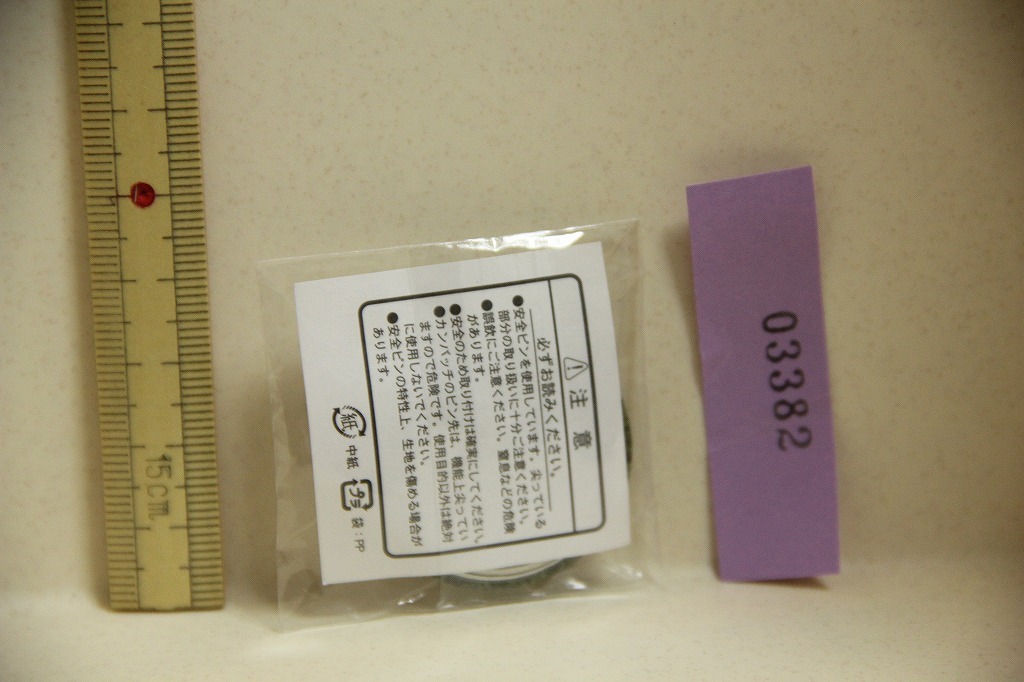 15cm
⚠注 意
必ずお読みください。
●安全ピンを使用しています。尖っている
部分の取り扱いに十分ご注意ください。
●誤飲にご注意ください。窒息などの危険
があります。
●安全のため取り付けは確実にしてください。
●カンバッチのピン先は、機能上尖ってい
ますので危険です。使用目的以外は絶対
に使用しないでください。
●安全ピンの特性上、生地を傷める場合が
あります。
紙 中紙 プラ 袋:PP
03382